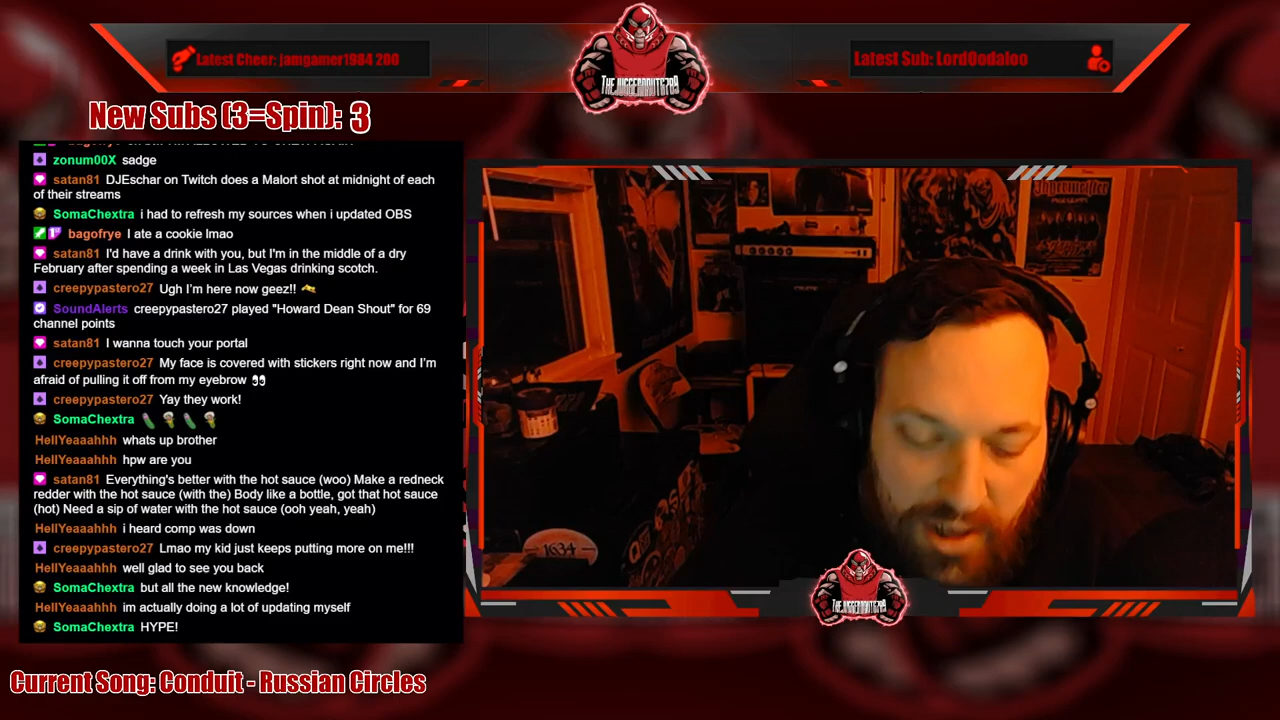 Latest Cheer: jamgamer1984 200
THEJUGGERNAUT6789
Latest Sub: LordOodaloo
New Subs (3=Spin): 3
zonum00X sadge
satan81 DJEschar on Twitch does a Malort shot at midnight of each
of their streams
SomaChextra i had to refresh my sources when i updated OBS
bagofrye I ate a cookie lmao
satan81 I'd have a drink with you, but I'm in the middle of a dry
February after spending a week in Las Vegas drinking scotch.
creepypastero27 Ugh I'm here now geez!!
SoundAlerts creepypastero27 played "Howard Dean Shout" for 69
channel points
satan81 I wanna touch your portal
creepypastero27 My face is covered with stickers right now and I'm
afraid of pulling it off from my eyebrow 👀
creepypastero27 Yay they work!
SomaChextra
HellYeaaahhh whats up brother
HellYeaaahhh hpw are you
satan81 Everything's better with the hot sauce (woo) Make a redneck
redder with the hot sauce (with the) Body like a bottle, got that hot sauce
(hot) Need a sip of water with the hot sauce (ooh yeah, yeah)
HellYeaaahhh i heard comp was down
creepypastero27 Lmao my kid just keeps putting more on me!!!
HellYeaaahhh well glad to see you back
SomaChextra but all the new knowledge!
HellYeaaahhh im actually doing a lot of updating myself
SomaChextra HYPE!
Jägermeister
1634
THEJUGGERNAUT6789
Current Song: Conduit - Russian Circles